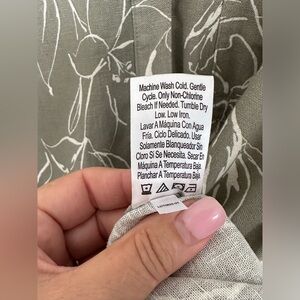 Machine Wash Cold. Gentle
Cycle. Only Non-Chlorine
Bleach If Needed. Tumble Dry
Low. Low Iron.
Lavar A Máquina Con Agua
Fría. Ciclo Delicado. Usar
Solamente Blanqueador Sin
Cloro Si Se Necesita. Secar En
Máquina A Temperatura Baja.
Planchar A Temperatura Baja.